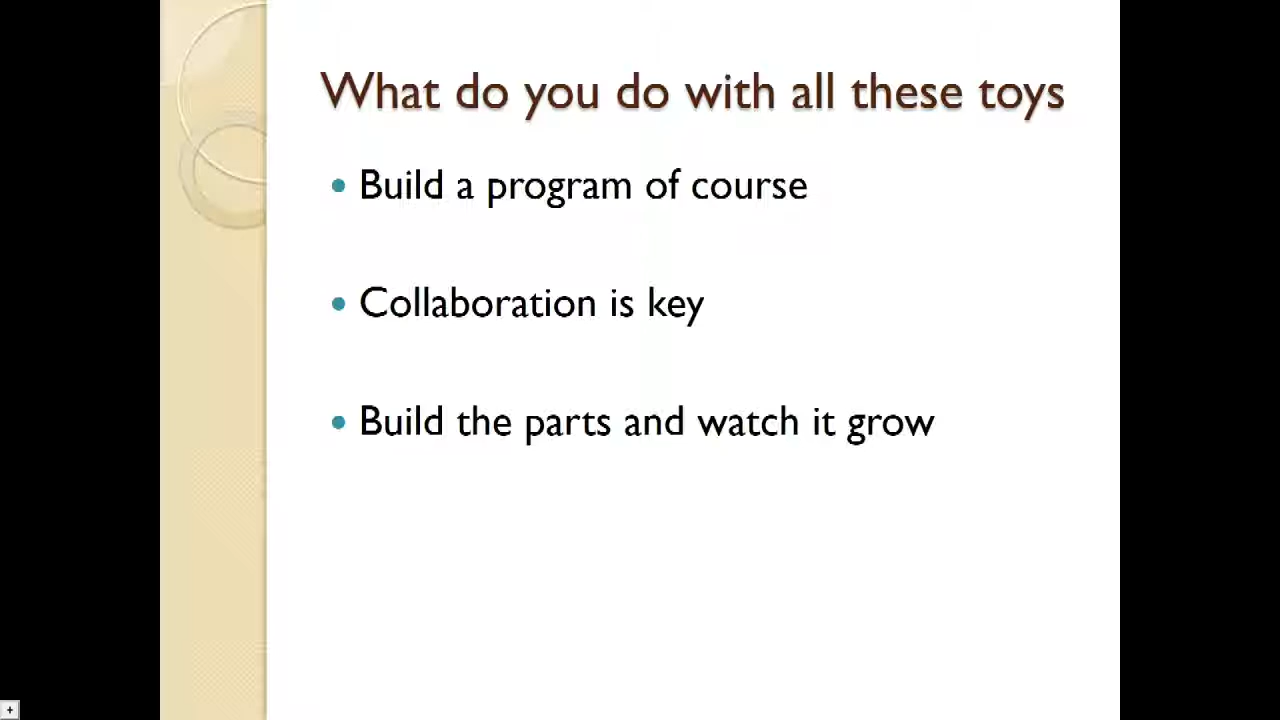 What do you do with all these toys
• Build a program of course
• Collaboration is key
• Build the parts and watch it grow
+